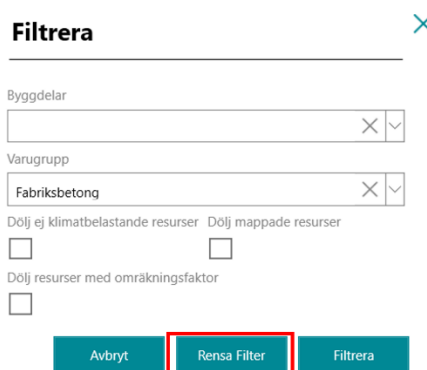 Filtrera
Byggdelar
Varugrupp
Fabriksbetong
Dölj ej klimatbelastande resurser Dölj mappade resurser
Dölj resurser med omräkningsfaktor
Avbryt Rensa Filter Filtrera